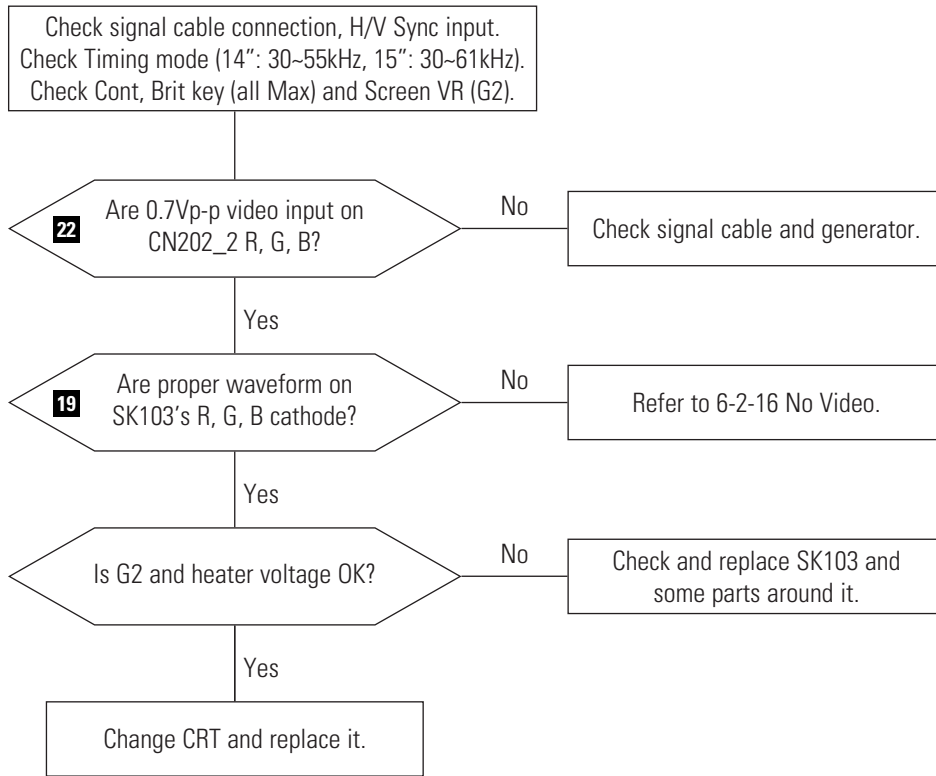 Check signal cable connection, H/V Sync input.
Check Timing mode (14”: 30~55kHz, 15”: 30~61kHz).
Check Cont, Brit key (all Max) and Screen VR (G2).
22
Are 0.7Vp-p video input on
CN202_2 R, G, B?
No
Check signal cable and generator.
Yes
19
Are proper waveform on
SK103’s R, G, B cathode?
No
Refer to 6-2-16 No Video.
Yes
Is G2 and heater voltage OK?
No
Check and replace SK103 and
some parts around it.
Yes
Change CRT and replace it.